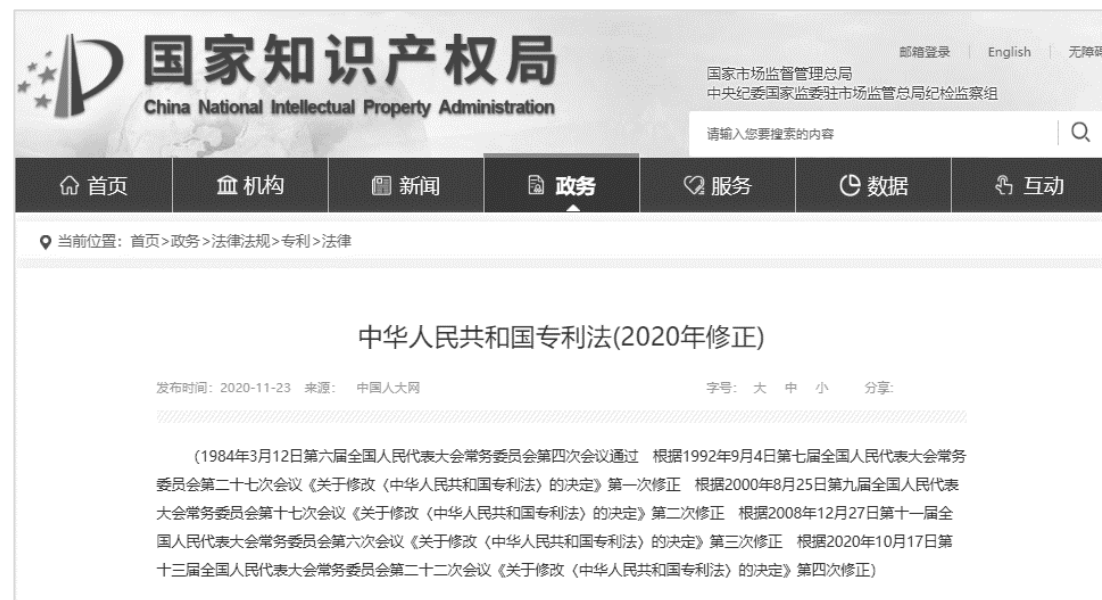 国家知识产权局
China National Intellectual Property Administration
邮箱登录 English 无障碍
国家市场监督管理总局
中央纪委国家监委驻市场监管总局纪检监察组
请输入您要搜索的内容
首页 机构 新闻 政务 服务 数据 互动
当前位置：首页>政务>法律法规>专利>法律
中华人民共和国专利法(2020年修正)
发布时间：2020-11-23 来源： 中国人大网 字号： 大 中 小 分享:
(1984年3月12日第六届全国人民代表大会常务委员会第四次会议通过 根据1992年9月4日第七届全国人民代表大会常务
委员会第二十七次会议《关于修改〈中华人民共和国专利法〉的决定》第一次修正 根据2000年8月25日第九届全国人民代表
大会常务委员会第十七次会议《关于修改〈中华人民共和国专利法〉的决定》第二次修正 根据2008年12月27日第十一届全
国人民代表大会常务委员会第六次会议《关于修改〈中华人民共和国专利法〉的决定》第三次修正 根据2020年10月17日第
十三届全国人民代表大会常务委员会第二十二次会议《关于修改〈中华人民共和国专利法〉的决定》第四次修正)